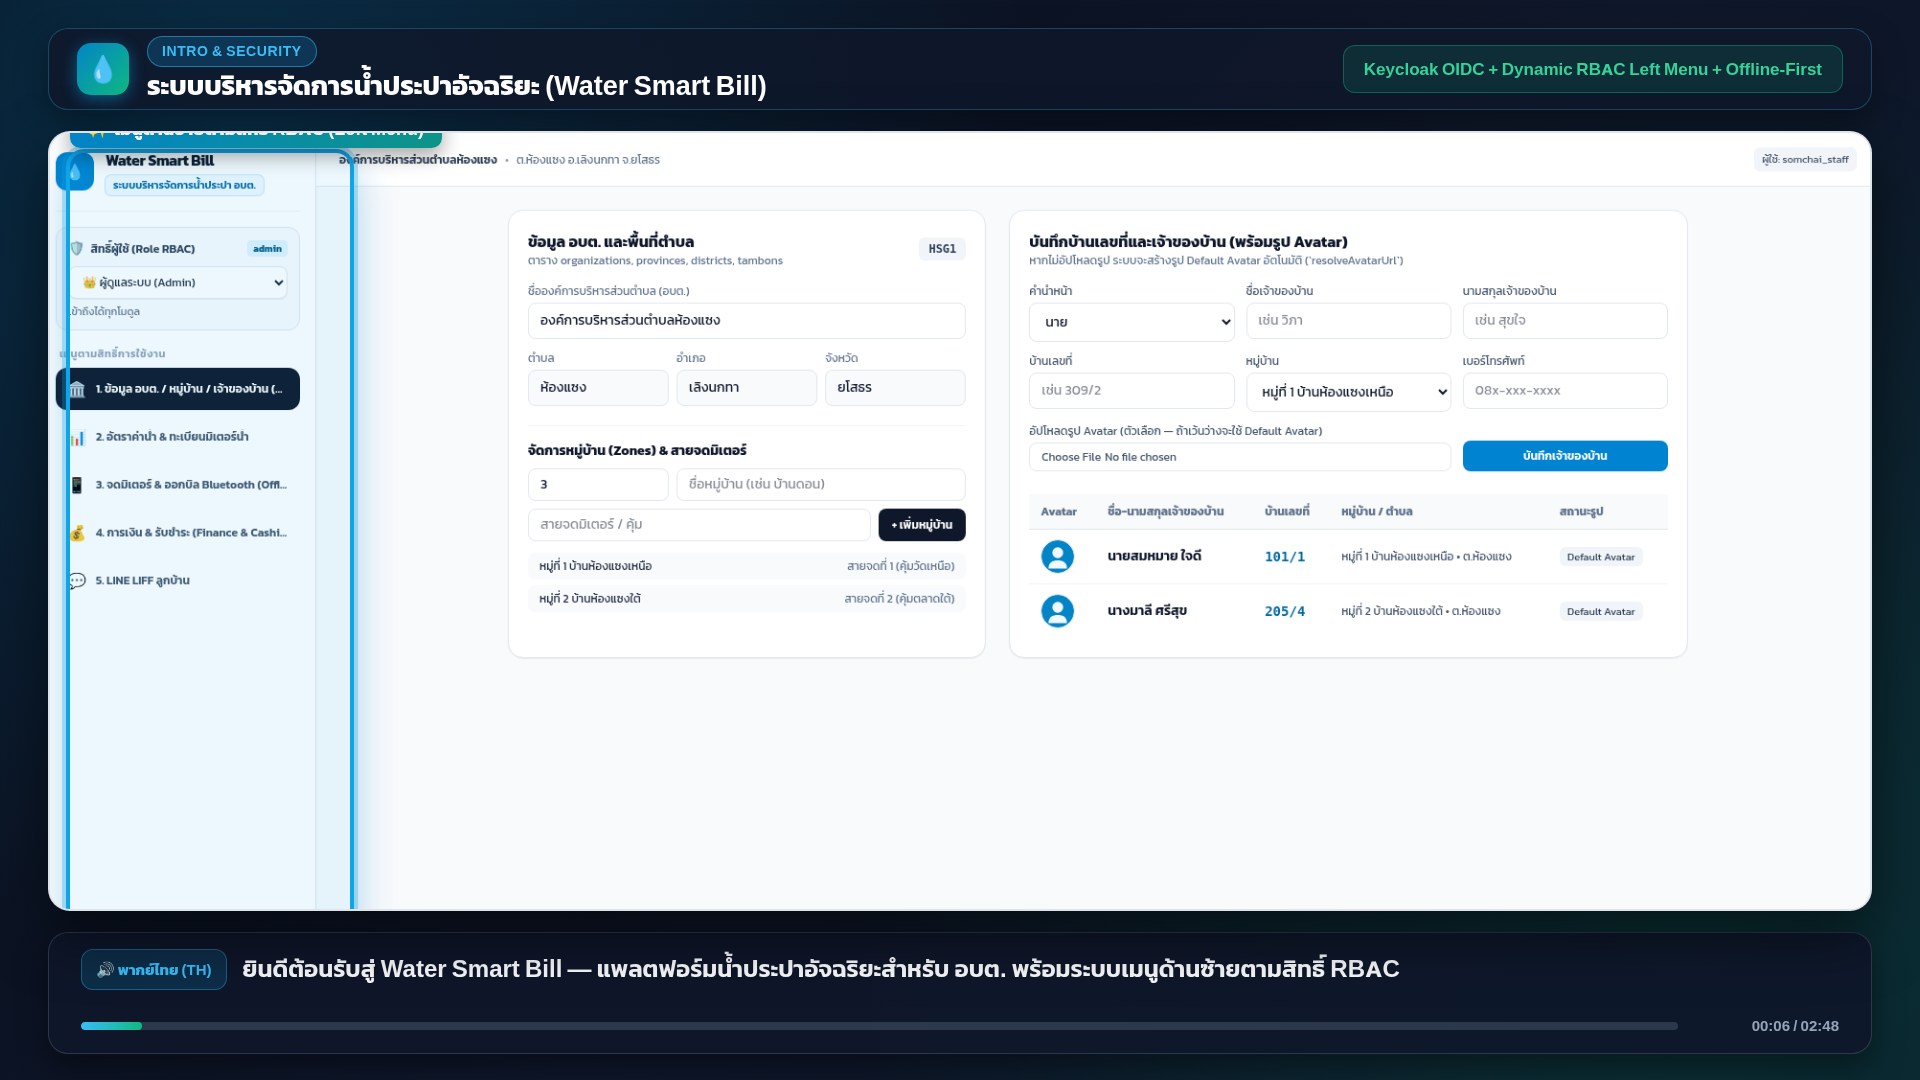 INTRO & SECURITY
ระบบบริหารจัดการน้ำประปาอัจฉริยะ (Water Smart Bill)
Keycloak OIDC + Dynamic RBAC Left Menu + Offline-First
Water Smart Bill
ระบบบริหารจัดการน้ำประปา อบต.
องค์การบริหารส่วนตำบลห้องแซง • ต.ห้องแซง อ.เลิงนกทา จ.ยโสธร
ผู้ใช้: somchai_staff
สิทธิ์ผู้ใช้ (Role RBAC)
admin
ผู้ดูแลระบบ (Admin)
เข้าถึงได้ทุกโมดูล
เมนูตามสิทธิ์การใช้งาน
1. ข้อมูล อบต. / หมู่บ้าน / เจ้าของบ้าน (...
2. อัตราค่าน้ำ & ทะเบียนมิเตอร์น้ำ
3. จดมิเตอร์ & ออกบิล Bluetooth (Offl...
4. การเงิน & รับชำระ (Finance & Cashi...
5. LINE LIFF ลูกบ้าน
ข้อมูล อบต. และพื้นที่ตำบล
HSG1
ตาราง organizations, provinces, districts, tambons
ชื่อองค์การบริหารส่วนตำบล (อบต.)
องค์การบริหารส่วนตำบลห้องแซง
ตำบล อำเภอ จังหวัด
ห้องแซง เลิงนกทา ยโสธร
จัดการหมู่บ้าน (Zones) & สายจดมิเตอร์
3 ชื่อหมู่บ้าน (เช่น บ้านดอน)
สายจดมิเตอร์ / คุ้ม + เพิ่มหมู่บ้าน
หมู่ที่ 1 บ้านห้องแซงเหนือ สายจดที่ 1 (คุ้มวัดเหนือ)
หมู่ที่ 2 บ้านห้องแซงใต้ สายจดที่ 2 (คุ้มตลาดใต้)
บันทึกบ้านเลขที่และเจ้าของบ้าน (พร้อมรูป Avatar)
หากไม่อัปโหลดรูป ระบบจะสร้างรูป Default Avatar อัตโนมัติ (`resolveAvatarUrl`)
คำนำหน้า ชื่อเจ้าของบ้าน นามสกุลเจ้าของบ้าน
นาย เช่น วิภา เช่น สุขใจ
บ้านเลขที่ หมู่บ้าน เบอร์โทรศัพท์
เช่น 309/2 หมู่ที่ 1 บ้านห้องแซงเหนือ 08x-xxx-xxxx
อัปโหลดรูป Avatar (ตัวเลือก — ถ้าเว้นว่างจะใช้ Default Avatar)
Choose File No file chosen บันทึกเจ้าของบ้าน
Avatar ชื่อ-นามสกุลเจ้าของบ้าน บ้านเลขที่ หมู่บ้าน / ตำบล สถานะรูป
นายสมหมาย ใจดี 101/1 หมู่ที่ 1 บ้านห้องแซงเหนือ • ต.ห้องแซง Default Avatar
นางมาลี ศรีสุข 205/4 หมู่ที่ 2 บ้านห้องแซงใต้ • ต.ห้องแซง Default Avatar
พากย์ไทย (TH)
ยินดีต้อนรับสู่ Water Smart Bill — แพลตฟอร์มน้ำประปาอัจฉริยะสำหรับ อบต. พร้อมระบบเมนูด้านซ้ายตามสิทธิ์ RBAC
00:06 / 02:48